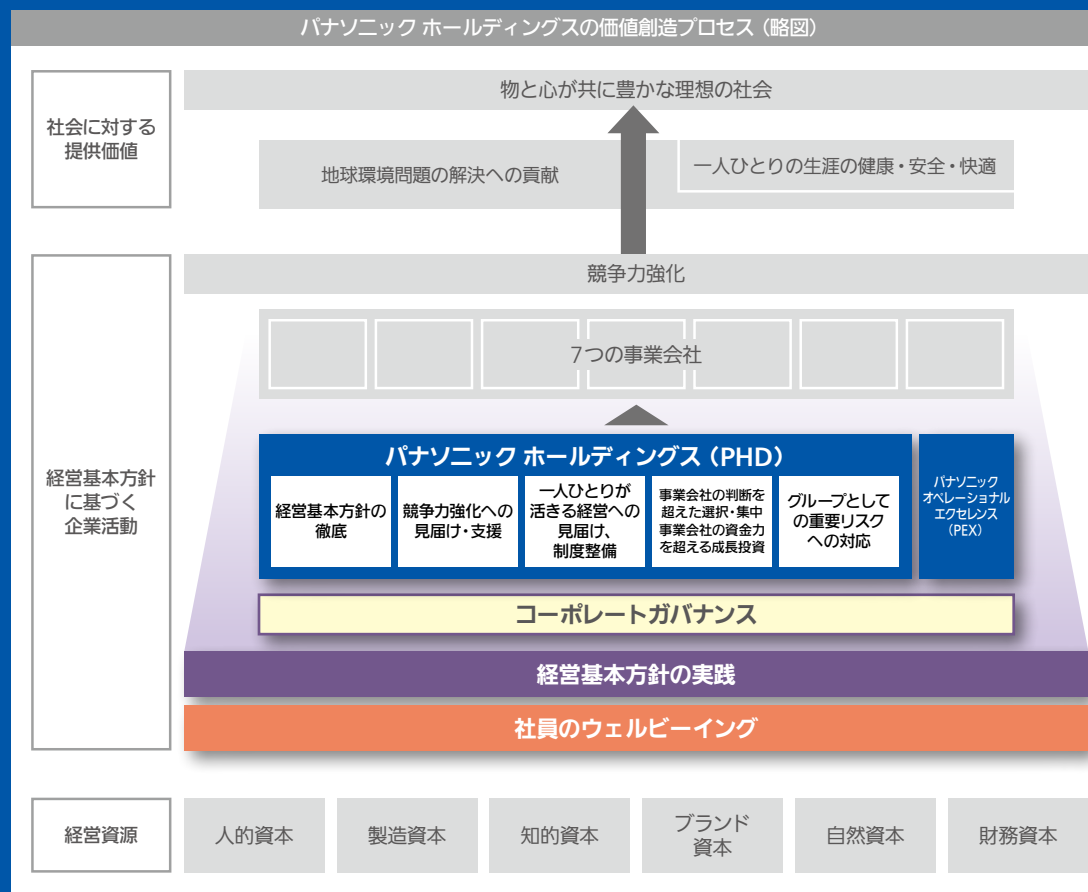 パナソニック ホールディングスの価値創造プロセス（略図）
社会に対する
提供価値
物と心が共に豊かな理想の社会
地球環境問題の解決への貢献
一人ひとりの生涯の健康・安全・快適
経営基本方針
に基づく
企業活動
競争力強化
7つの事業会社
パナソニック ホールディングス（PHD）
経営基本方針の
徹底
競争力強化への
見届け・支援
一人ひとりが
活きる経営への
見届け、
制度整備
事業会社の判断を
超えた選択・集中
事業会社の資金力
を超える成長投資
グループとして
の重要リスク
への対応
パナソニック
オペレーショナル
エクセレンス
（PEX）
コーポレートガバナンス
経営基本方針の実践
社員のウェルビーイング
経営資源
人的資本
製造資本
知的資本
ブランド
資本
自然資本
財務資本